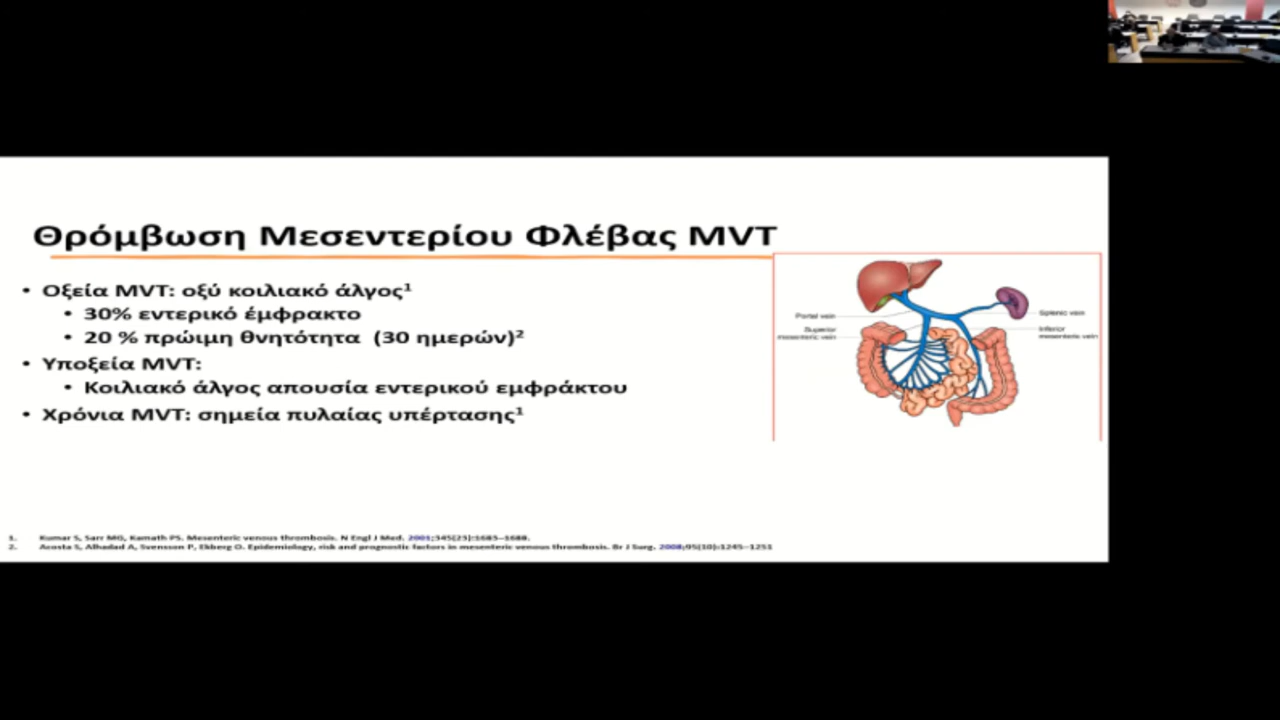 Θρόμβωση Μεσεντερίου Φλέβας MVT
• Οξεία MVT: οξύ κοιλιακό άλγος¹
• 30% εντερικό έμφρακτο
• 20 % πρώιμη θνητότητα (30 ημερών)²
• Υποξεία MVT:
• Κοιλιακό άλγος απουσία εντερικού εμφράκτου
• Χρόνια MVT: σημεία πυλαίας υπέρτασης¹
Portal vein
Superior
mesenteric vein
Splenic vein
Inferior
mesenteric vein
1. Kumar S, Sarr MG, Kamath PS. Mesenteric venous thrombosis. N Engl J Med. 2001;345(23):1683–1688.
2. Acosta S, Alhadad A, Svensson P, Ekberg O. Epidemiology, risk and prognostic factors in mesenteric venous thrombosis. Br J Surg. 2008;95(10):1245–1251